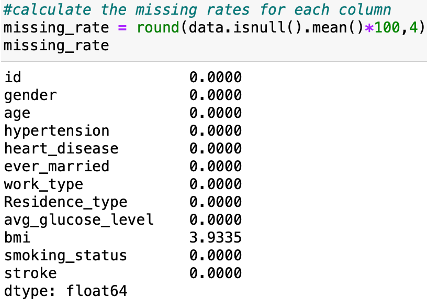 #calculate the missing rates for each column
missing_rate = round(data.isnull().mean()*100,4)
missing_rate
id 0.0000
gender 0.0000
age 0.0000
hypertension 0.0000
heart_disease 0.0000
ever_married 0.0000
work_type 0.0000
Residence_type 0.0000
avg_glucose_level 0.0000
bmi 3.9335
smoking_status 0.0000
stroke 0.0000
dtype: float64